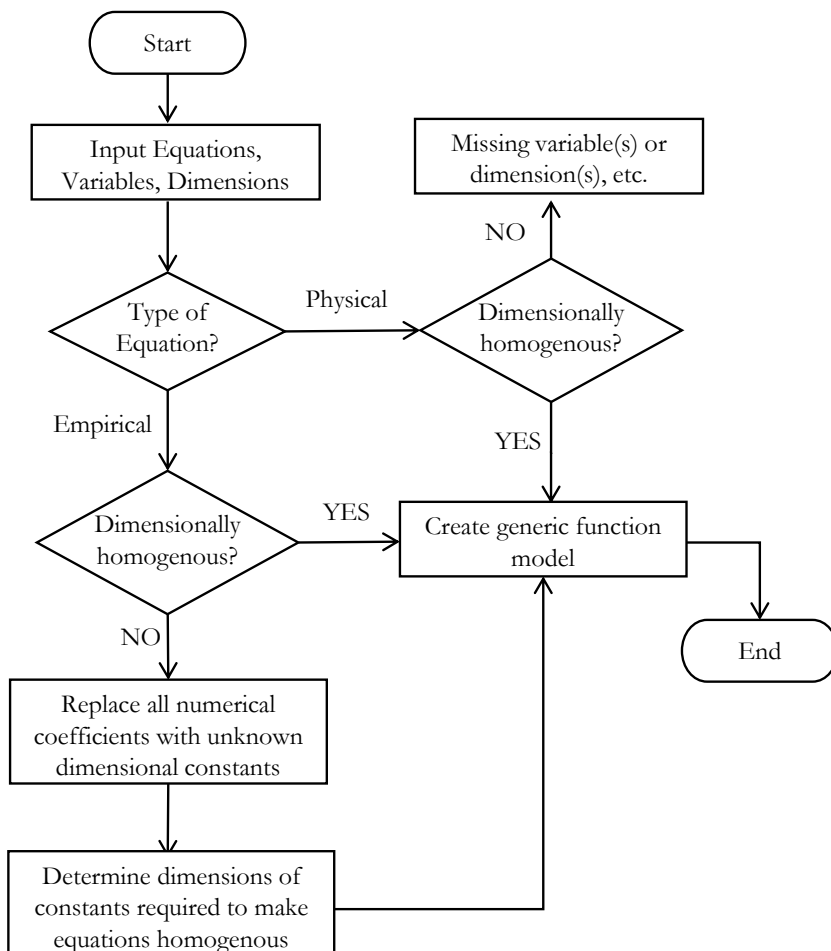 Start
Input Equations,
Variables, Dimensions
Missing variable(s) or
dimension(s), etc.
NO
Type of
Equation?
Physical
Dimensionally
homogenous?
Empirical
YES
Dimensionally
homogenous?
YES
Create generic function
model
NO
End
Replace all numerical
coefficients with unknown
dimensional constants
Determine dimensions of
constants required to make
equations homogenous